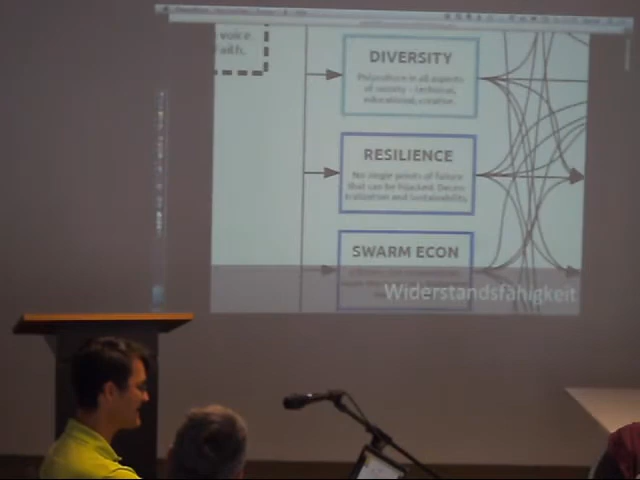 voice
faith.
DIVERSITY
Polyculture in all aspects
of society – technical,
educational, creative.
RESILIENCE
No single points of failure
that can be hijacked. Decen-
tralization and sustainability.
SWARM ECON
Widerstandsfähigkeit